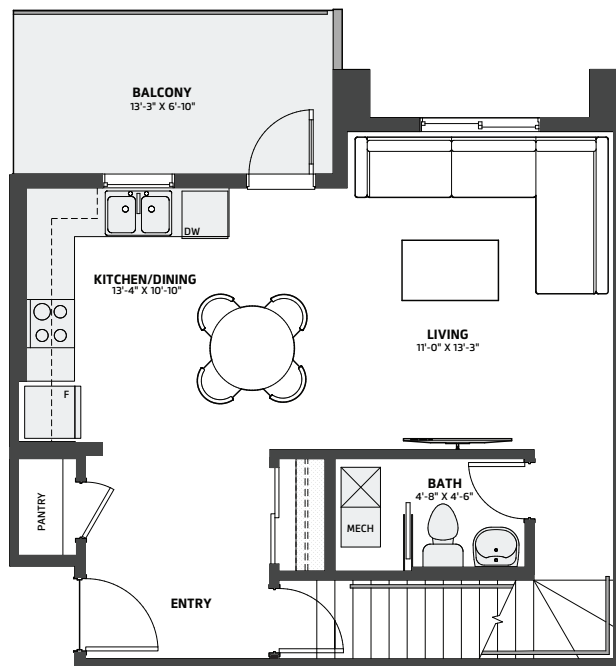 BALCONY
13'-3" X 6'-10"
DW
KITCHEN/DINING
13'-4" X 10'-10"
LIVING
11'-0" X 13'-3"
F
BATH
4'-8" X 4'-6"
PANTRY
MECH
ENTRY